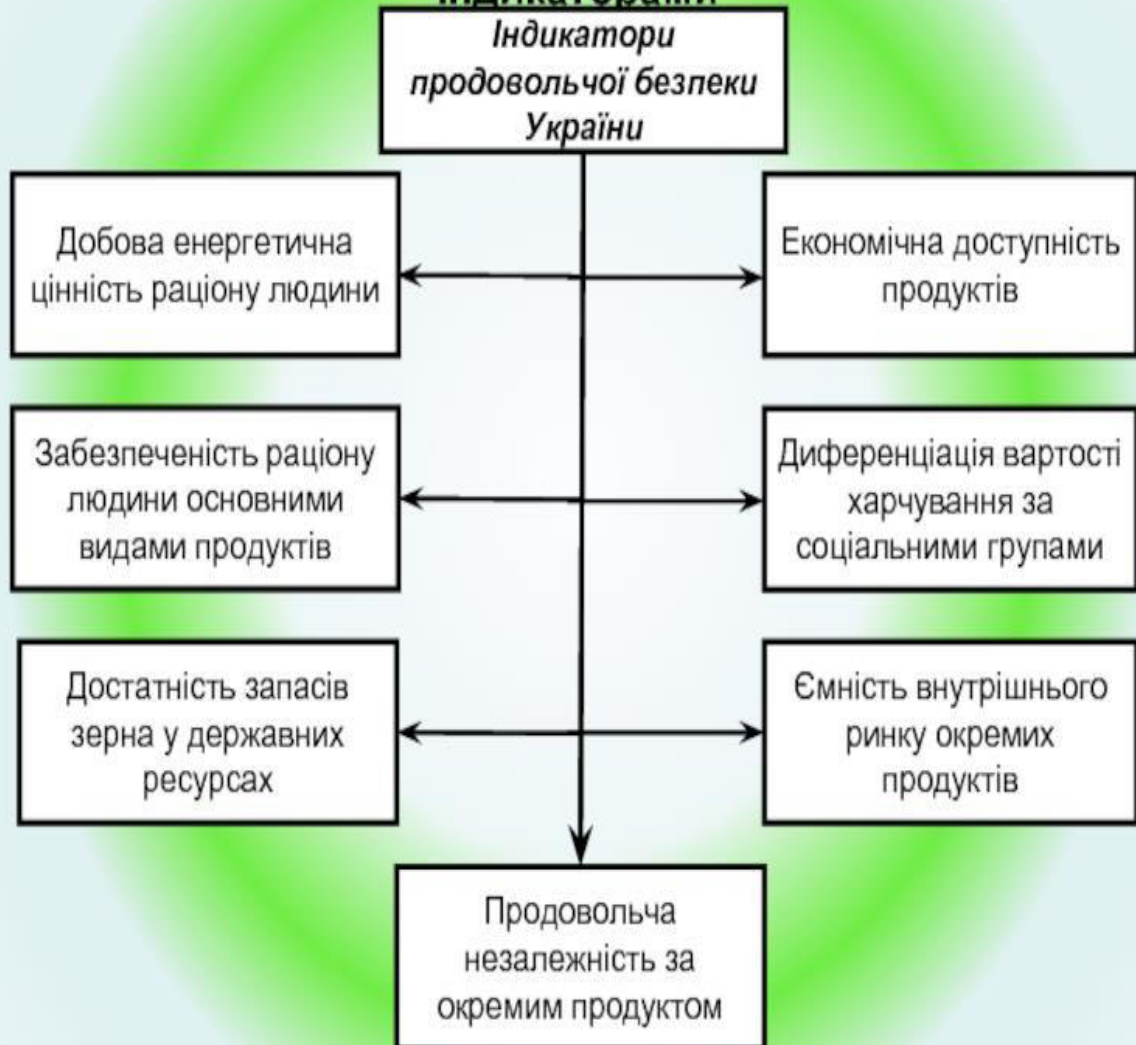 Індикаторами
Індикатори
продовольчої безпеки
України
Добова енергетична
цінність раціону людини
Економічна доступність
продуктів
Забезпеченість раціону
людини основними
видами продуктів
Диференціація вартості
харчування за
соціальними групами
Достатність запасів
зерна у державних
ресурсах
Ємність внутрішнього
ринку окремих
продуктів
Продовольча
незалежність за
окремим продуктом